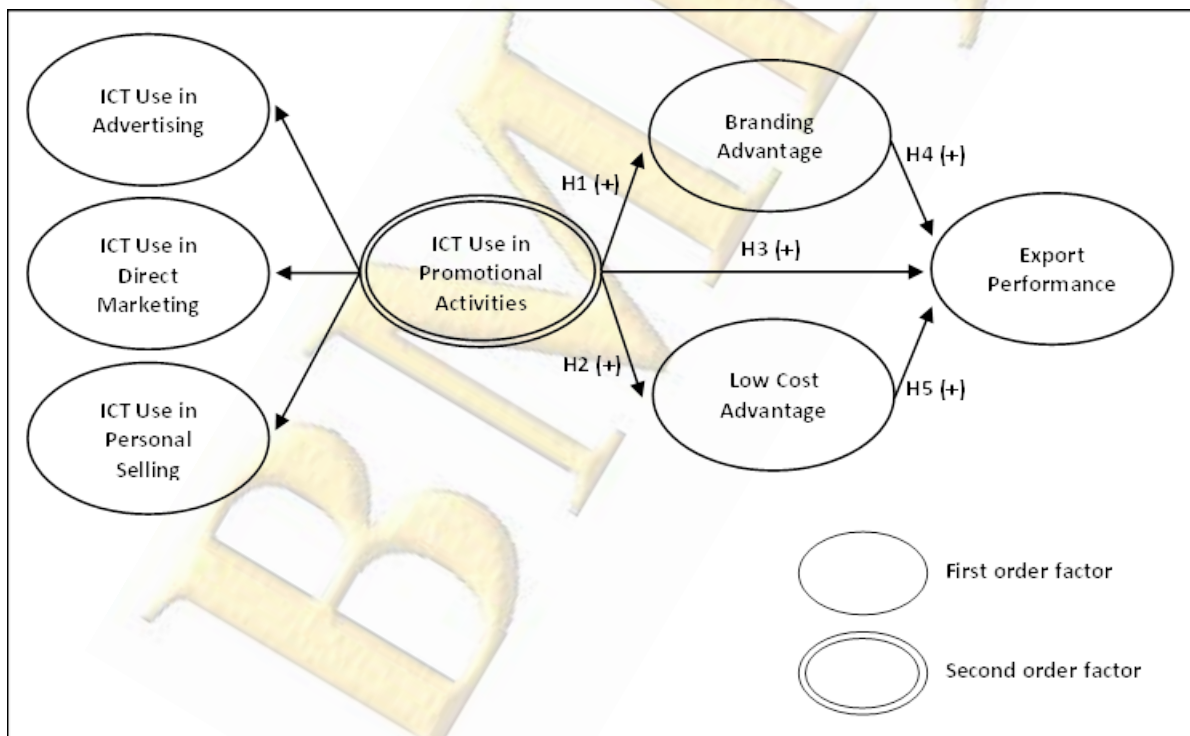 ICT Use in
Advertising
ICT Use in
Direct
Marketing
ICT Use in
Personal
Selling
ICT Use in
Promotional
Activities
H1 (+)
H2 (+)
H3 (+)
Branding
Advantage
Low Cost
Advantage
H4 (+)
H5 (+)
Export
Performance
First order factor
Second order factor